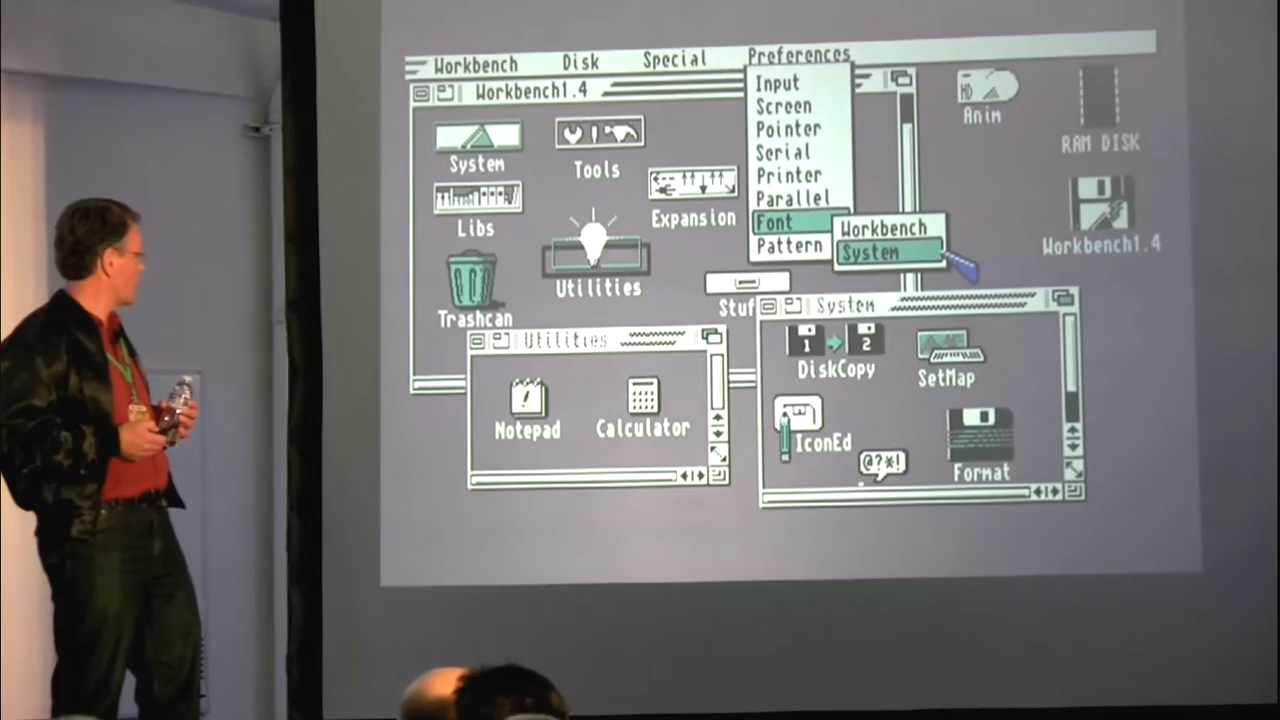 Workbench Disk Special Preferences
Workbench1.4
Input
Screen
Pointer
Serial
Printer
Parallel
Font
Pattern
Workbench
System
System
Tools
Libs
Expansion
Utilities
Trashcan
Stuf
HD
Anim
RAM DISK
Workbench1.4
Utilities
Notepad
Calculator
System
1
2
DiskCopy
SetMap
IconEd
@?*!
Format